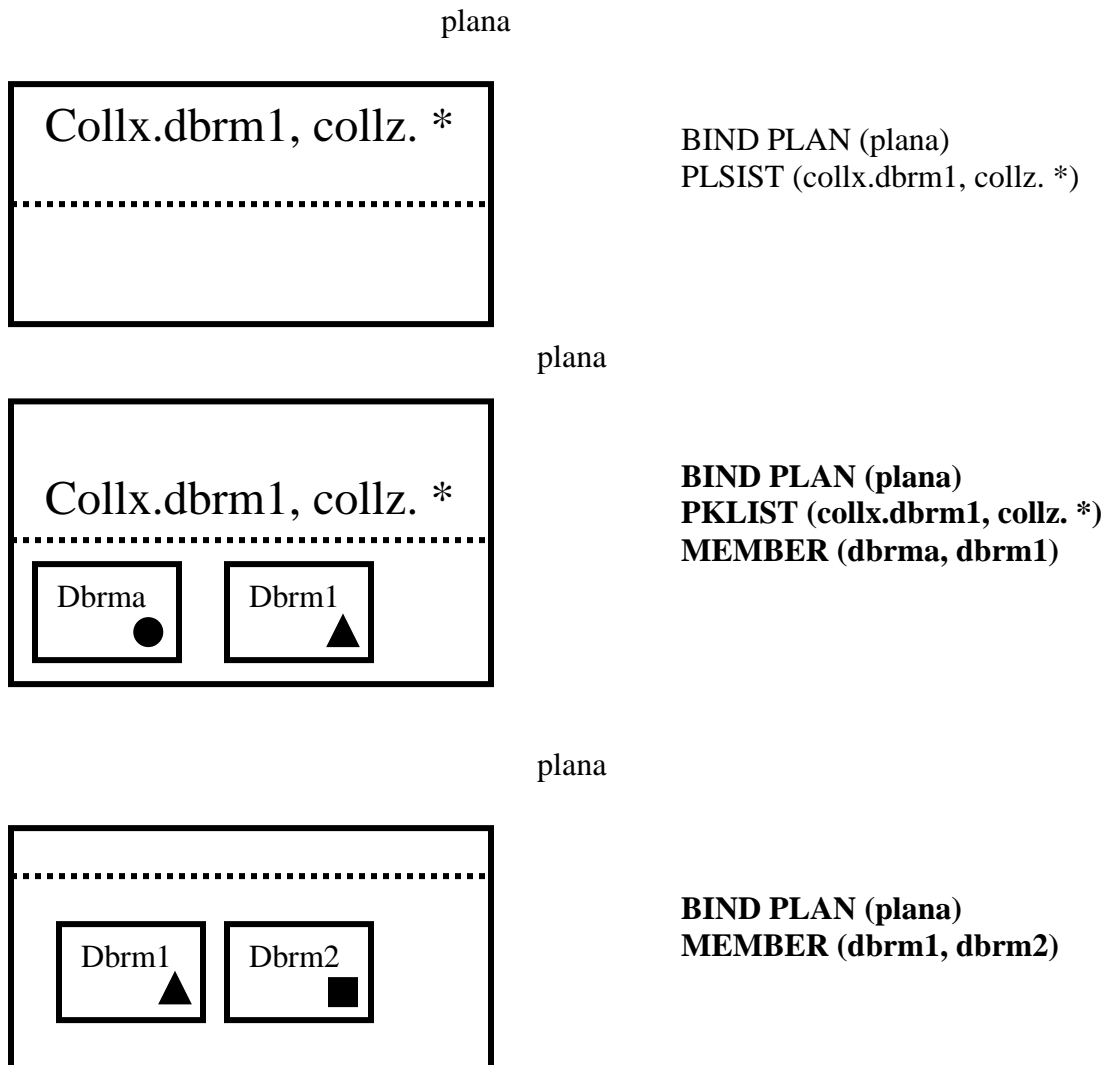 plana
Collx.dbrm1, collz. *
BIND PLAN (plana)
PLSIST (collx.dbrm1, collz. *)
plana
Collx.dbrm1, collz. *
BIND PLAN (plana)
PKLIST (collx.dbrm1, collz. *)
MEMBER (dbrma, dbrm1)
Dbrma
Dbrm1
plana
BIND PLAN (plana)
MEMBER (dbrm1, dbrm2)
Dbrm1
Dbrm2